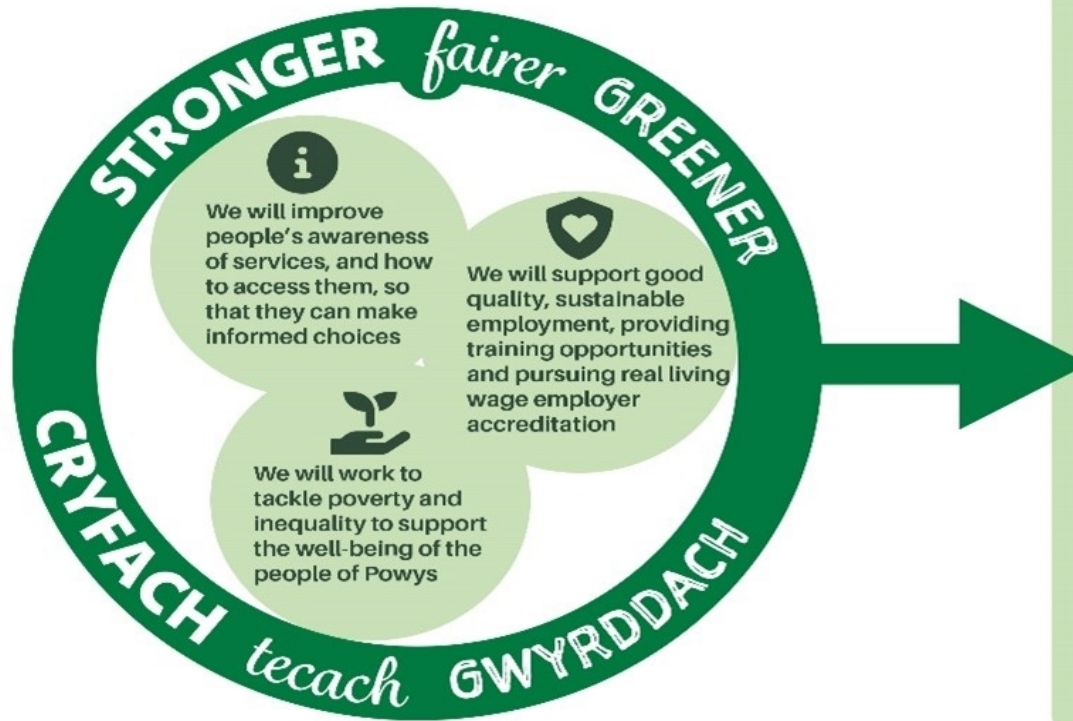 STRONGER fairer GREENER
We will improve
people's awareness
of services, and how
to access them, so
that they can make
informed choices
We will support good
quality, sustainable
employment, providing
training opportunities
and pursuing real living
wage employer
accreditation
We will work to
tackle poverty and
inequality to support
the well-being of the
people of Powys
CRYFACH tecach GWYRDDACH